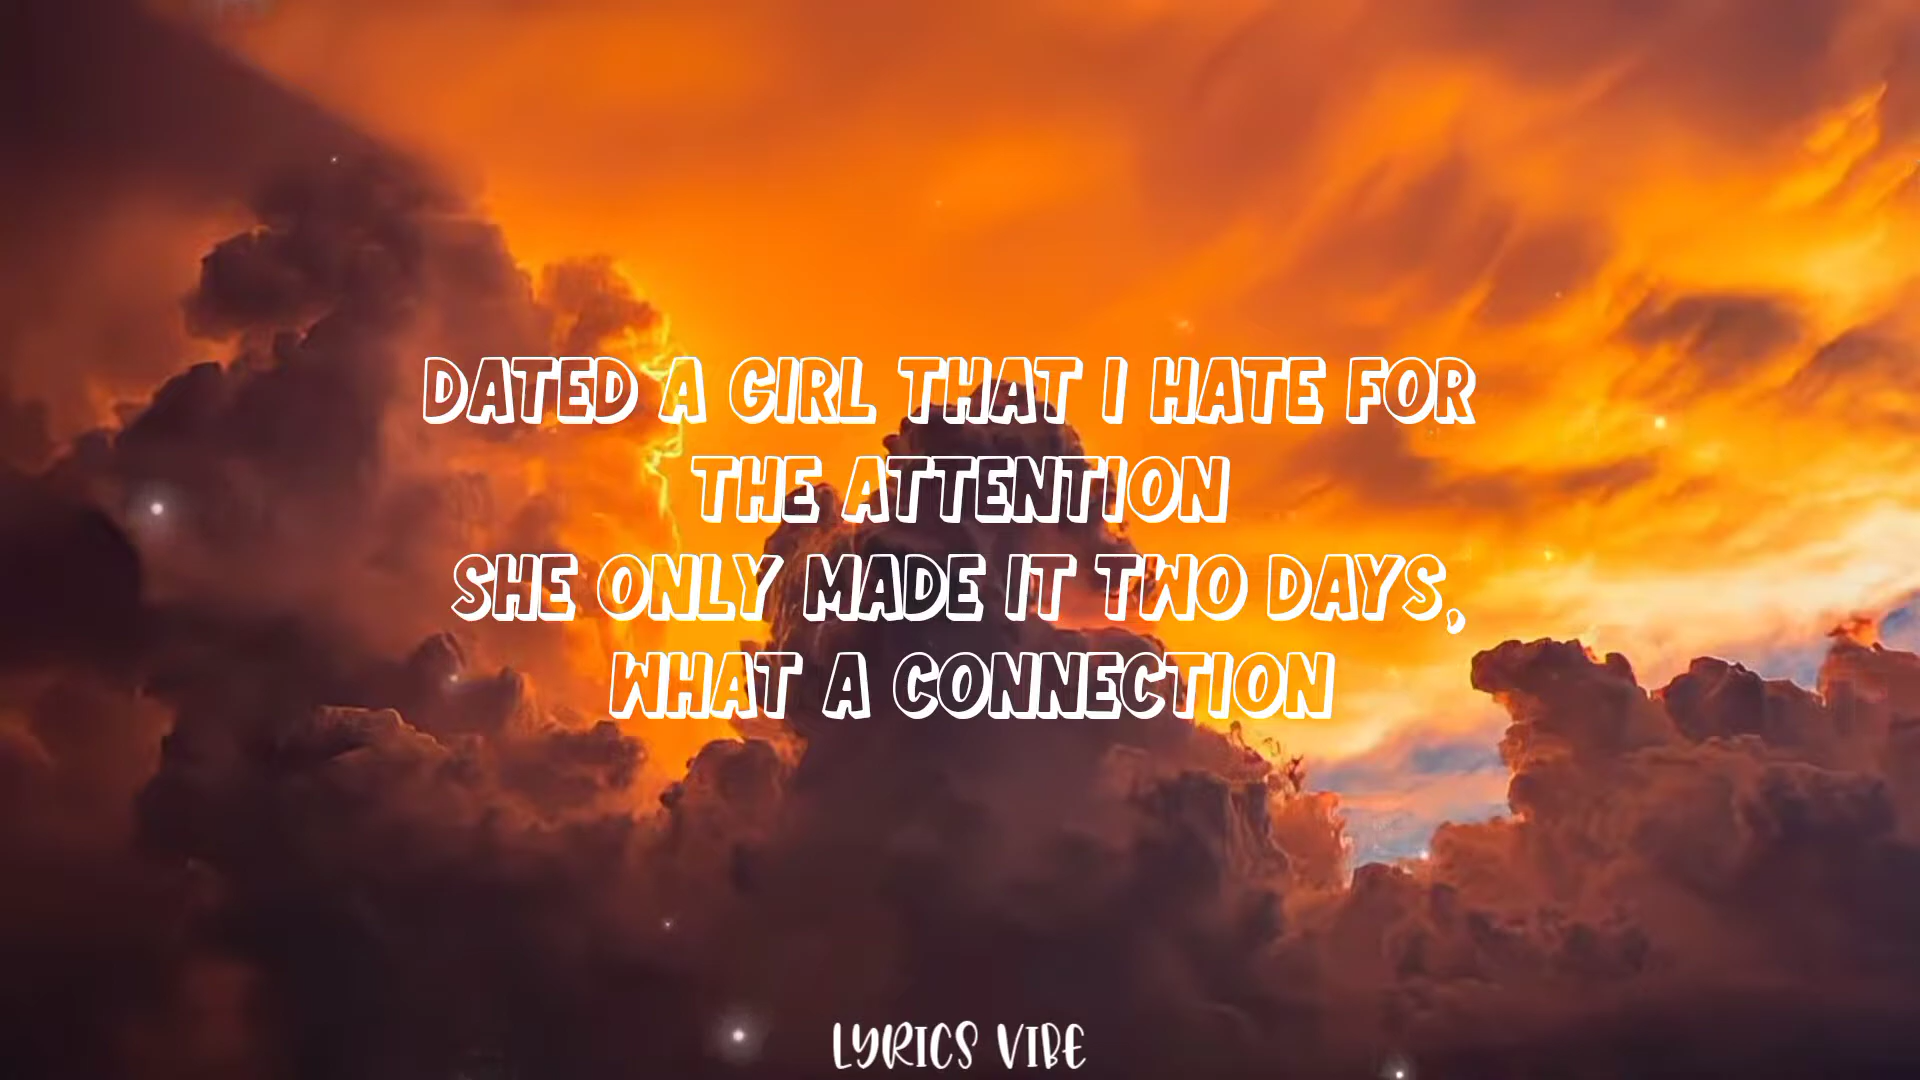 DATED A GIRL THAT I HATE FOR
THE ATTENTION
SHE ONLY MADE IT TWO DAYS,
WHAT A CONNECTION
LYRICS VIBE